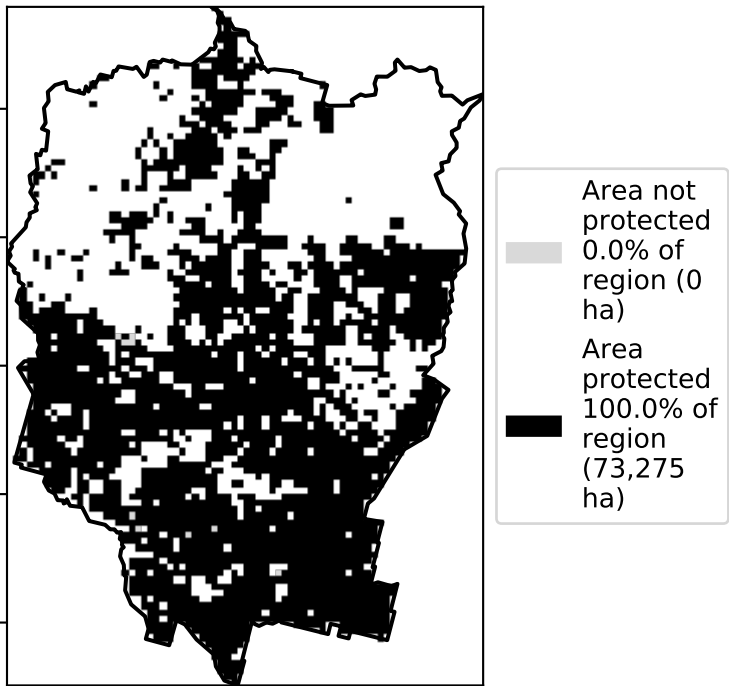 Area not
protected
0.0% of
region (0
ha)
Area
protected
100.0% of
region
(73,275
ha)